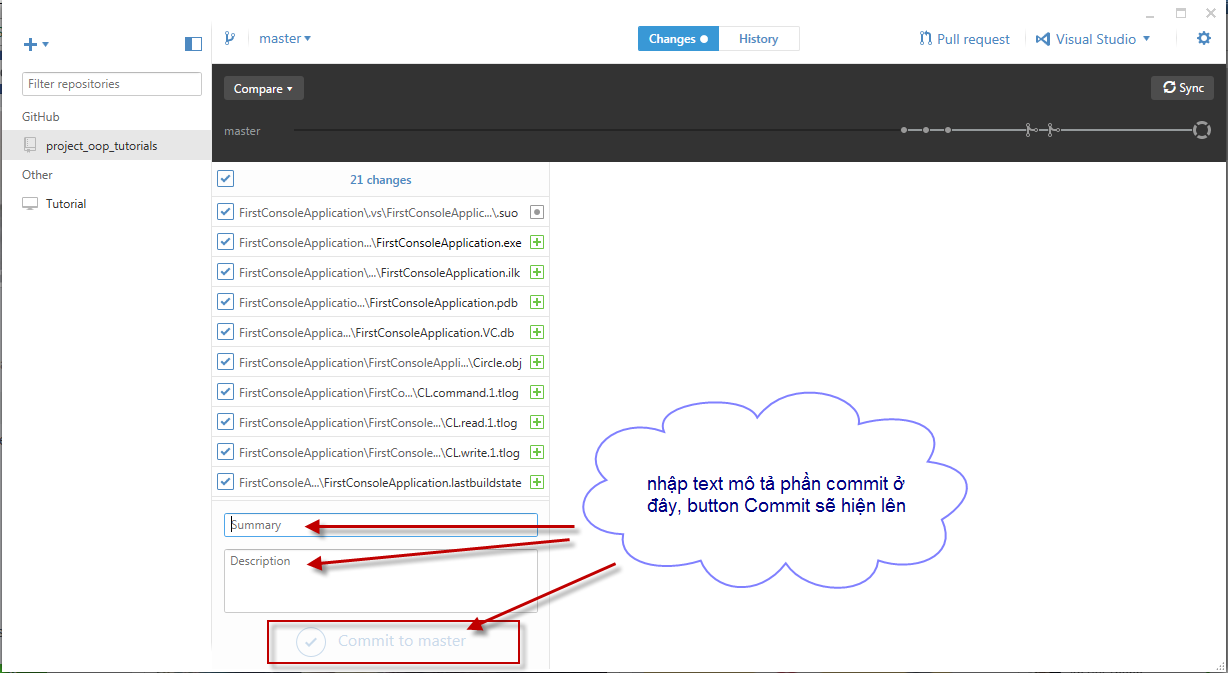 master
Changes
History
Pull request
Visual Studio
Filter repositories
Compare
Sync
GitHub
master
project_oop_tutorials
Other
Tutorial
21 changes
FirstConsoleApplication\.vs\FirstConsoleApplic...\.suo
FirstConsoleApplication...\FirstConsoleApplication.exe
FirstConsoleApplication\...\FirstConsoleApplication.ilk
FirstConsoleApplicatio...\FirstConsoleApplication.pdb
FirstConsoleApplica...\FirstConsoleApplication.VC.db
FirstConsoleApplication\FirstConsoleAppli...\Circle.obj
FirstConsoleApplication\FirstCo...\CL.command.1.tlog
FirstConsoleApplication\FirstConsole...\CL.read.1.tlog
FirstConsoleApplication\FirstConsole...\CL.write.1.tlog
FirstConsoleA...\FirstConsoleApplication.lastbuildstate
nhập text mô tả phần commit ở
đây, button Commit sẽ hiện lên
Summary
Description
Commit to master